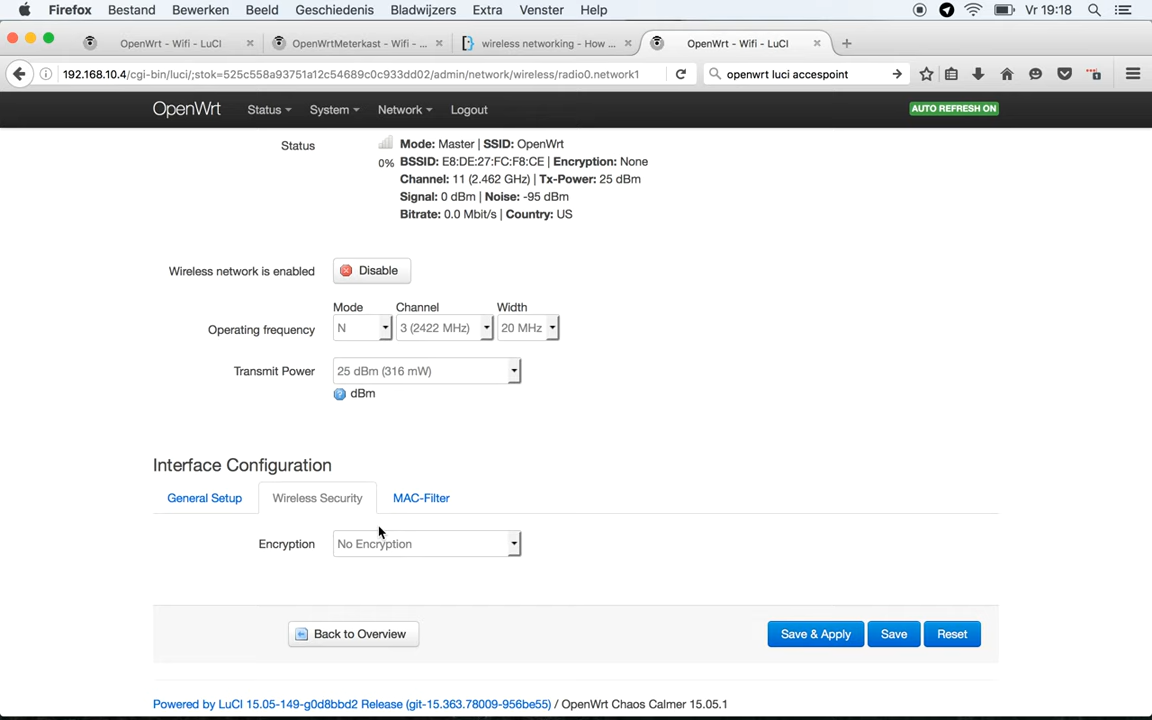 Firefox Bestand Bewerken Beeld Geschiedenis Bladwijzers Extra Venster Help Vr 19:18
OpenWrt - Wifi - LuCI OpenWrtMeterkast - Wifi - ... wireless networking - How ... OpenWrt - Wifi - LuCI
192.168.10.4/cgi-bin/luci/;stok=525c558a93751a12c54689c0c933dd02/admin/network/wireless/radio0.network1 openwrt luci accespoint
OpenWrt Status System Network Logout AUTO REFRESH ON
Status
0%
Mode: Master | SSID: OpenWrt
BSSID: E8:DE:27:FC:F8:CE | Encryption: None
Channel: 11 (2.462 GHz) | Tx-Power: 25 dBm
Signal: 0 dBm | Noise: -95 dBm
Bitrate: 0.0 Mbit/s | Country: US
Wireless network is enabled Disable
Mode Channel Width
Operating frequency N 3 (2422 MHz) 20 MHz
Transmit Power 25 dBm (316 mW)
dBm
Interface Configuration
General Setup Wireless Security MAC-Filter
Encryption No Encryption
Back to Overview Save & Apply Save Reset
Powered by LuCI 15.05-149-g0d8bbd2 Release (git-15.363.78009-956be55) / OpenWrt Chaos Calmer 15.05.1